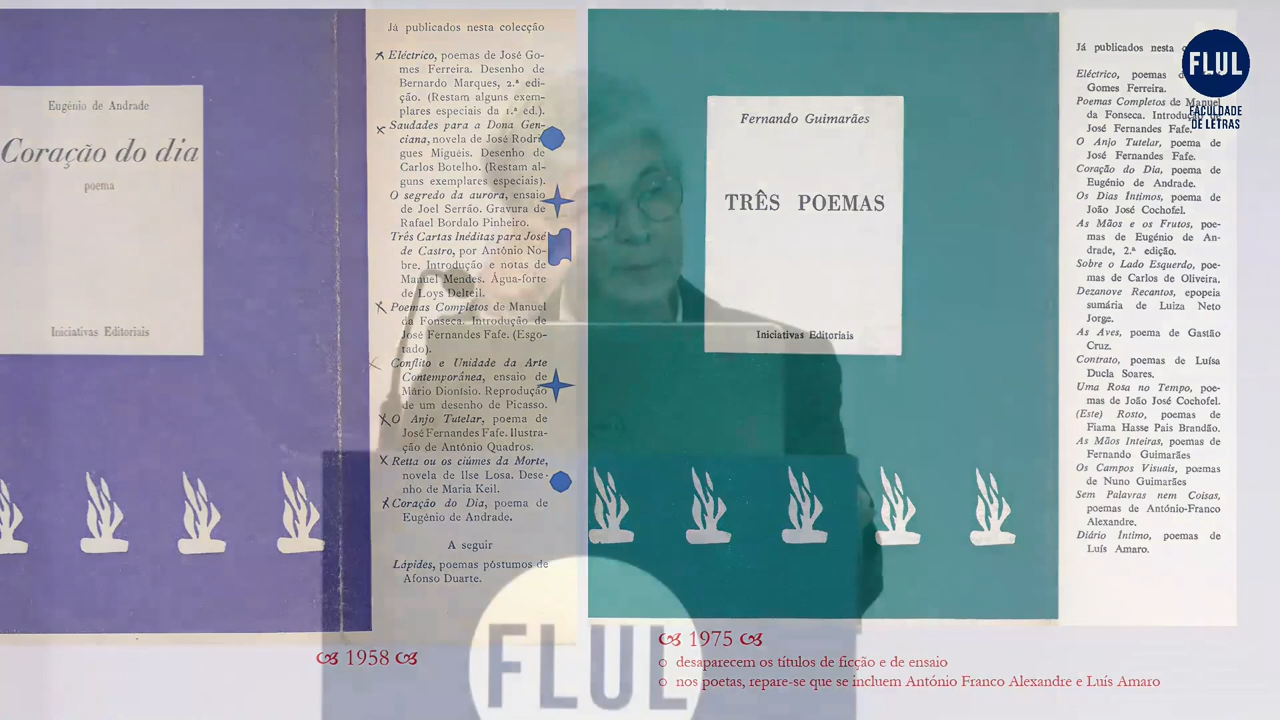 Eugénio de Andrade
Coração do dia
poema
Iniciativas Editoriais
Já publicados nesta colecção
Eléctrico, poemas de José Go-
mes Ferreira. Desenho de
Bernardo Marques, 2.ª edi-
ção. (Restam alguns exem-
plares especiais da 1.ª ed.).
Saudades para a Dona Gen-
ciana, novela de José Rodri-
gues Miguéis. Desenho de
Carlos Botelho. (Restam al-
guns exemplares especiais).
O segredo da aurora, ensaio
de Joel Serrão. Gravura de
Rafael Bordalo Pinheiro.
Três Cartas Inéditas para José
de Castro, por António No-
bre. Introdução e notas de
Manuel Mendes. Água-forte
de Loys Delteil.
Poemas Completos de Manuel
da Fonseca. Introdução de
José Fernandes Fafe. (Esgo-
tado).
Conflito e Unidade da Arte
Contemporânea, ensaio de
Mário Dionísio. Reprodução
de um desenho de Picasso.
O Anjo Tutelar, poema de
José Fernandes Fafe. Ilustra-
ção de António Quadros.
Retta ou os ciúmes da Morte,
novela de Ilse Losa. Dese-
nho de Maria Keil.
Coração do Dia, poema de
Eugénio de Andrade.
A seguir
Lápides, poemas póstumos de
Afonso Duarte.
1958
Fernando Guimarães
TRÊS POEMAS
Iniciativas Editoriais
Já publicados nesta
Eléctrico, poemas
Gomes Ferreira.
Poemas Completos de Manuel
da Fonseca. Introdução
José Fernandes Fafe.
O Anjo Tutelar, poema de
José Fernandes Fafe.
Coração do Dia, poema de
Eugénio de Andrade.
Os Dias Íntimos, poemas de
João José Cochofel.
As Mãos e os Frutos, poe-
mas de Eugénio de An-
drade, 2.ª edição.
Sobre o Lado Esquerdo, poe-
mas de Carlos de Oliveira.
Dezanove Recantos, epopeia
sumária de Luiza Neto
Jorge.
As Aves, poema de Gastão
Cruz.
Contrato, poemas de Luísa
Ducla Soares.
Uma Rosa no Tempo, poe-
mas de João José Cochofel.
(Este) Rosto, poemas de
Fiama Hasse Pais Brandão.
As Mãos Inteiras, poemas de
Fernando Guimarães
Os Campos Visuais, poemas
de Nuno Guimarães
Sem Palavras nem Coisas,
poemas de António-Franco
Alexandre.
Diário Íntimo, poemas de
Luís Amaro.
FLUL
FACULDADE
DE LETRAS
1975
desaparecem os títulos de ficção e de ensaio
nos poetas, repare-se que se incluem António Franco Alexandre e Luís Amaro
FLUL